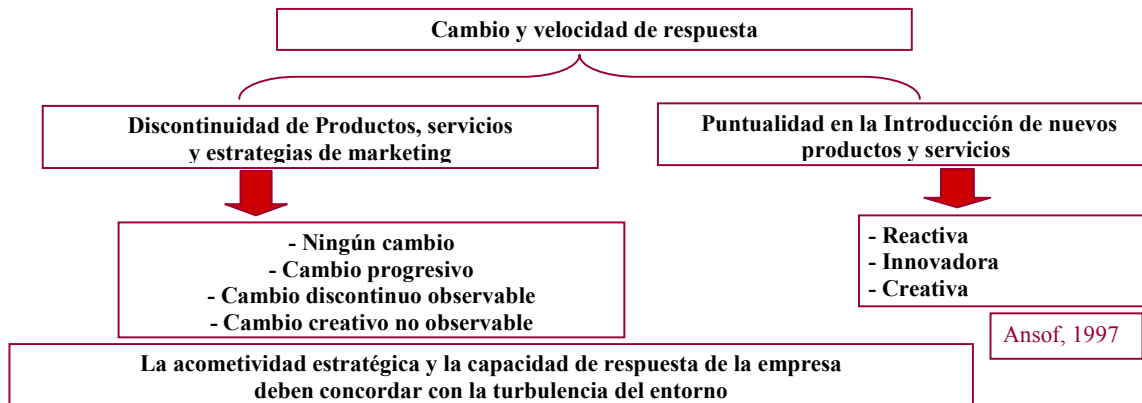 Cambio y velocidad de respuesta
Discontinuidad de Productos, servicios
y estrategias de marketing
Puntualidad en la Introducción de nuevos
productos y servicios
- Ningún cambio
- Cambio progresivo
- Cambio discontinuo observable
- Cambio creativo no observable
- Reactiva
- Innovadora
- Creativa
Ansof, 1997
La acometividad estratégica y la capacidad de respuesta de la empresa
deben concordar con la turbulencia del entorno